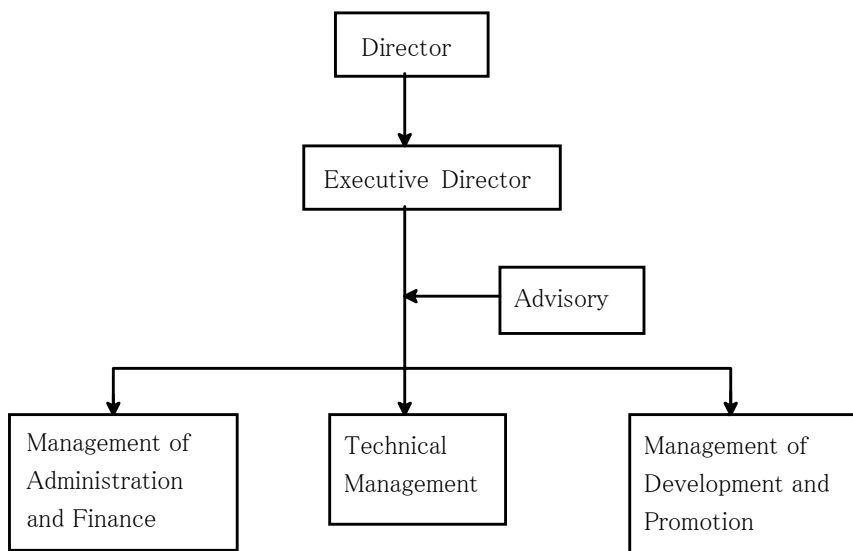 Director
Executive Director
Advisory
Management of
Administration
and Finance
Technical
Management
Management of
Development and
Promotion